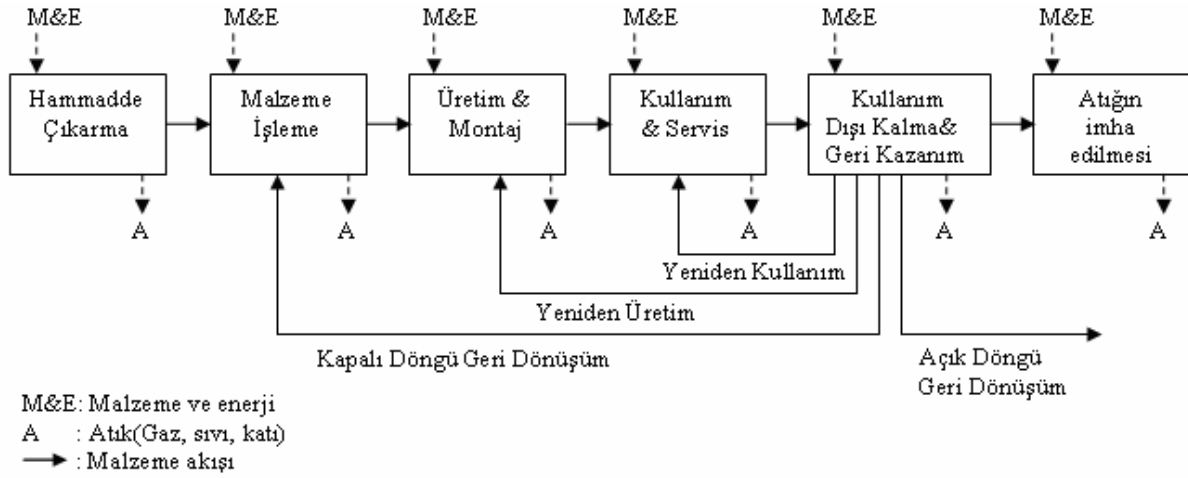 M&E M&E M&E M&E M&E M&E
Hammadde
Çıkarma
Malzeme
İşleme
Üretim &
Montaj
Kullanım
& Servis
Kullanım
Dışı Kalma&
Geri Kazanım
Atığın
imha
edilmesi
A A A A A A
Yeniden Kullanım
Yeniden Üretim
Kapalı Döngü Geri Dönüşüm
Açık Döngü
Geri Dönüşüm
M&E: Malzeme ve enerji
A : Atık(Gaz, sıvı, katı)
: Malzeme akışı